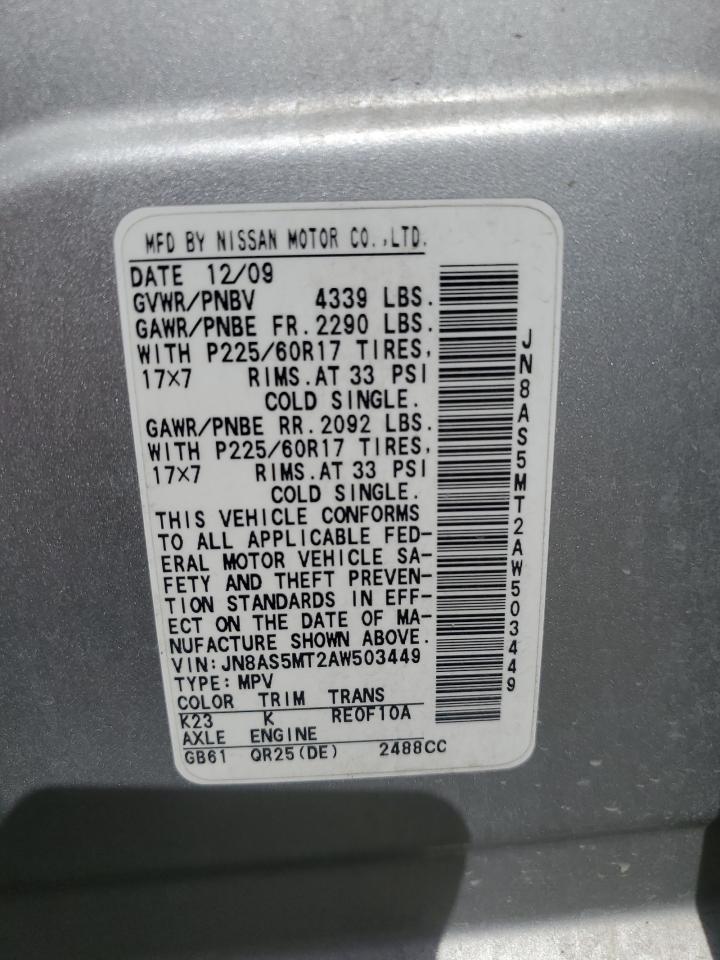 MFD BY NISSAN MOTOR CO.,LTD.
DATE 12/09
GVWR/PNBV 4339 LBS.
GAWR/PNBE FR.2290 LBS.
WITH P225/60R17 TIRES,
17×7 RIMS.AT 33 PSI
COLD SINGLE.
GAWR/PNBE RR.2092 LBS.
WITH P225/60R17 TIRES,
17×7 RIMS.AT 33 PSI
COLD SINGLE.
THIS VEHICLE CONFORMS
TO ALL APPLICABLE FED-
ERAL MOTOR VEHICLE SA-
FETY AND THEFT PREVEN-
TION STANDARDS IN EFF-
ECT ON THE DATE OF MA-
NUFACTURE SHOWN ABOVE.
VIN:JN8AS5MT2AW503449
TYPE:MPV
COLOR TRIM TRANS
K23 K RE0F10A
AXLE ENGINE
GB61 QR25(DE) 2488CC
JN8AS5MT2AW503449